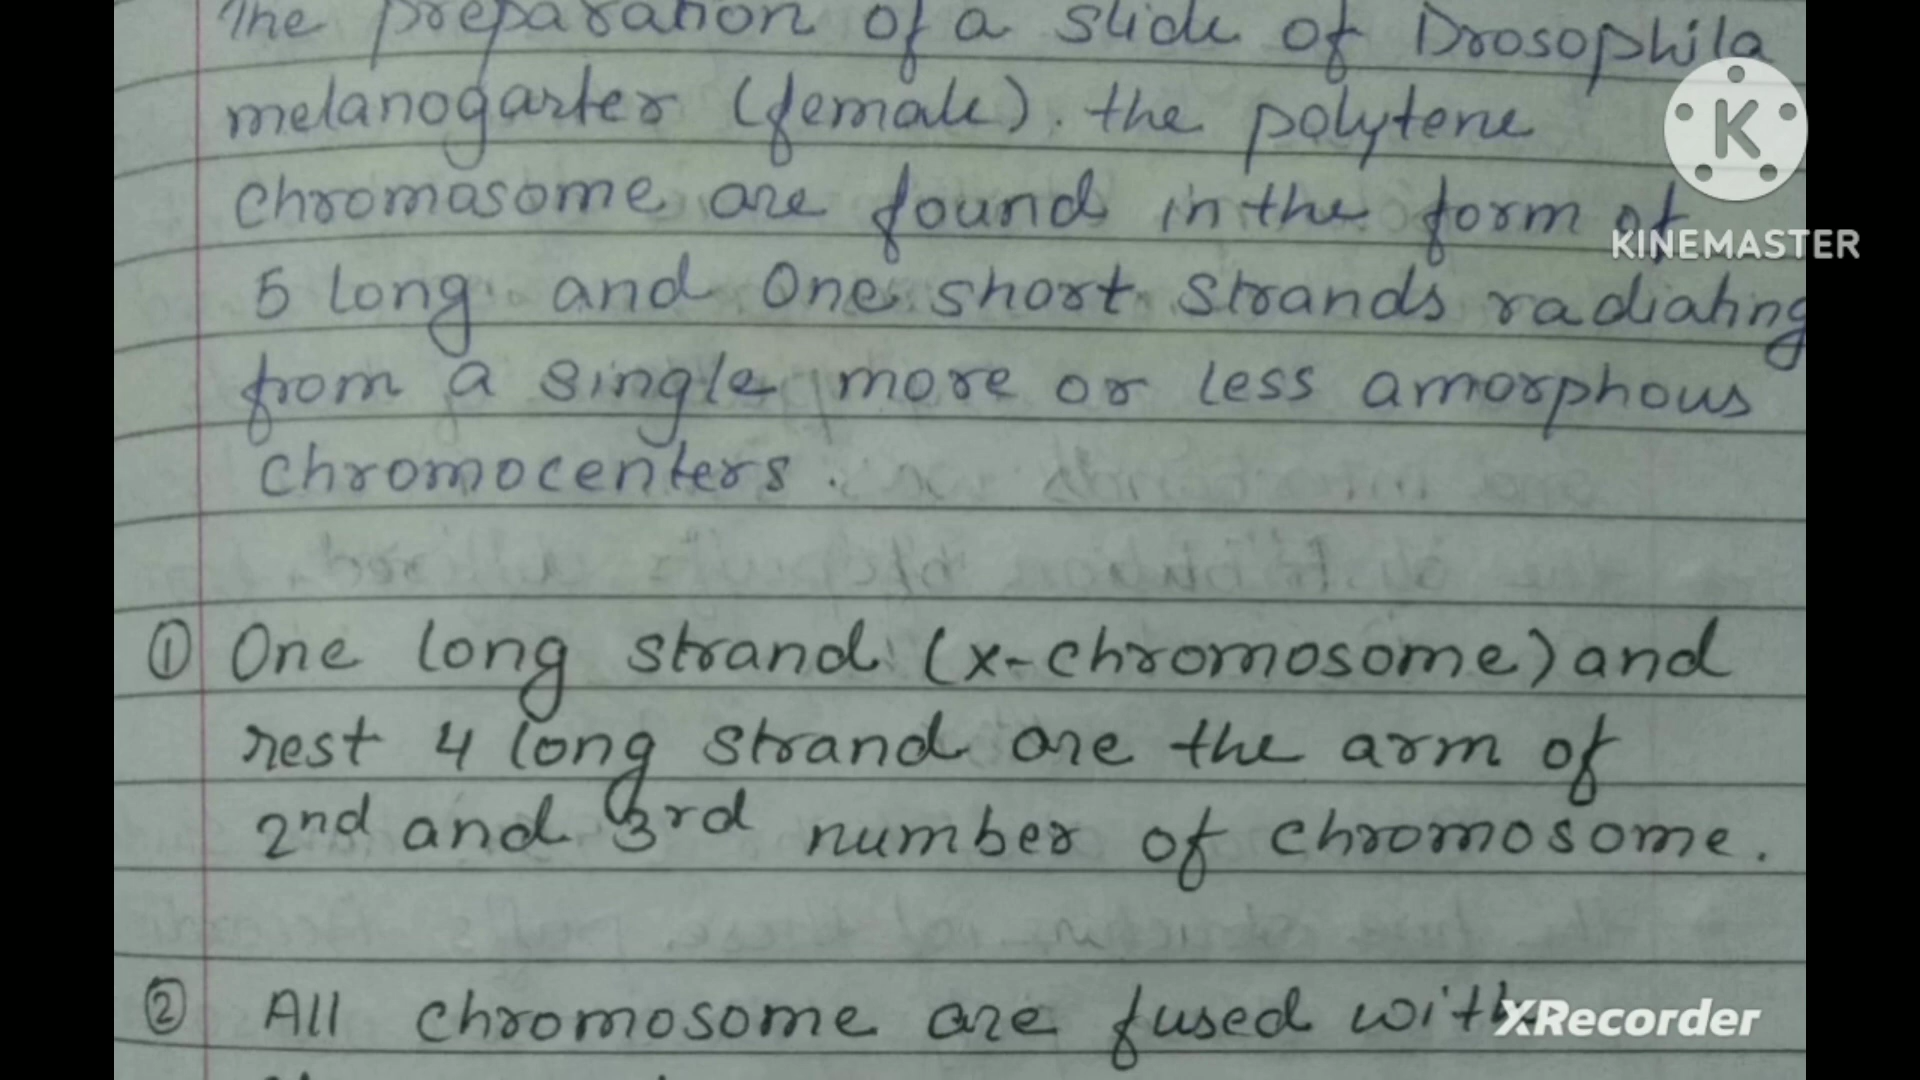 The preparation of a slide of Drosophila
melanogarter (female). the polytene
chromosome are found in the form of
5 long and One short strands radiating
from a single more or less amorphous
chromocenters.
① One long strand (x-chromosome) and
rest 4 long strand are the arm of
2nd and 3rd number of chromosome.
② All chromosome are fused with
K
KINEMASTER
XRecorder